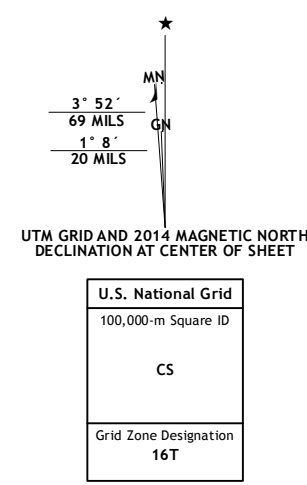 ★
MN
3° 52´
69 MILS
GN
1° 8´
20 MILS
UTM GRID AND 2014 MAGNETIC NORTH
DECLINATION AT CENTER OF SHEET
U.S. National Grid
100,000-m Square ID
CS
Grid Zone Designation
16T